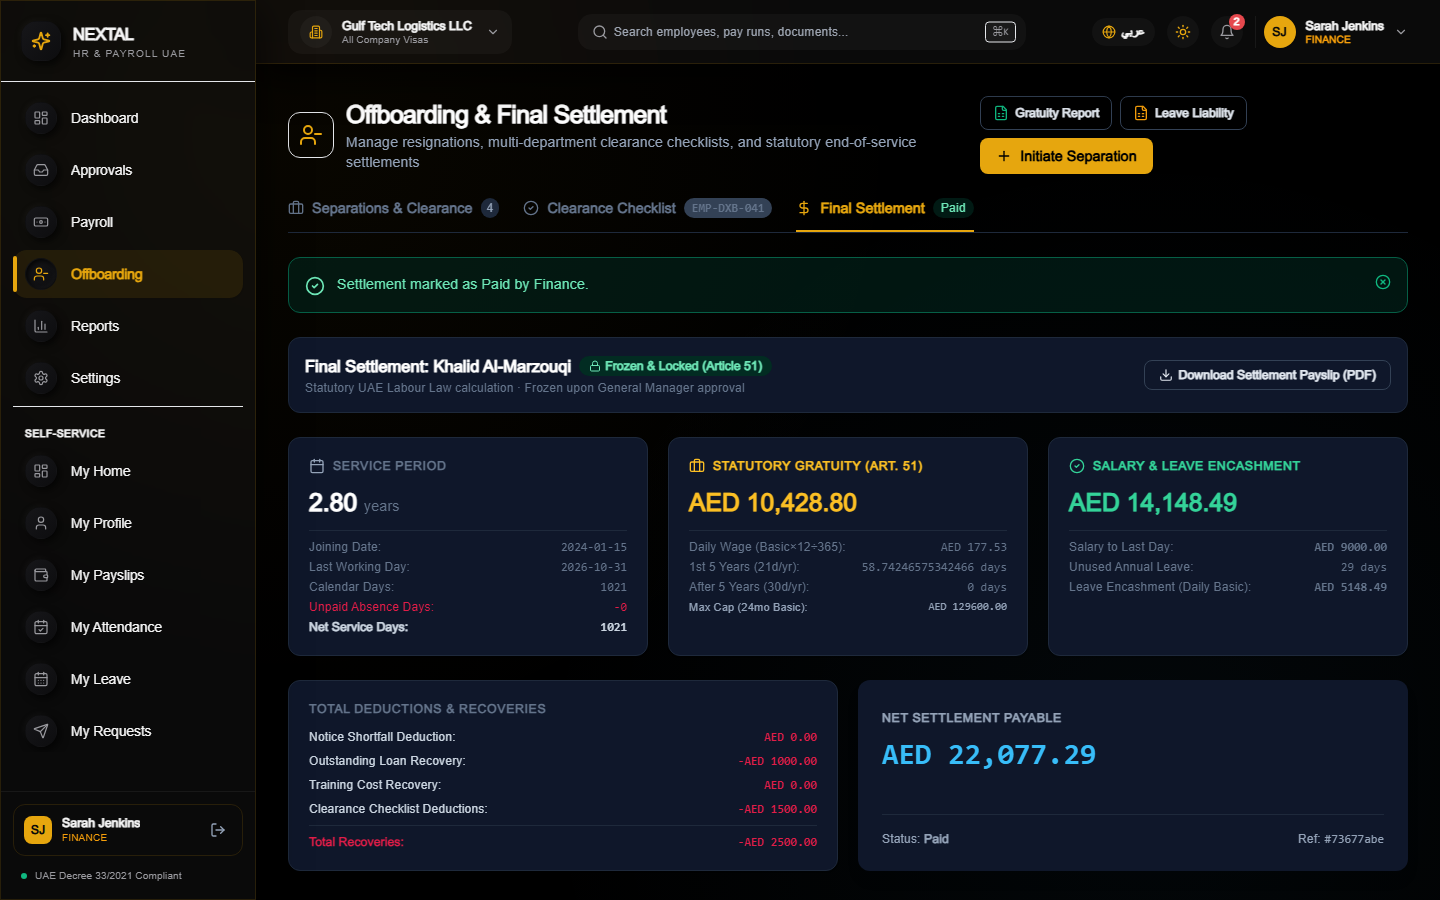 NEXTAL
HR & PAYROLL UAE
Gulf Tech Logistics LLC
All Company Visas
Search employees, pay runs, documents...
⌘K
عربي
2
SJ
Sarah Jenkins
FINANCE
Dashboard
Approvals
Payroll
Offboarding
Reports
Settings
SELF-SERVICE
My Home
My Profile
My Payslips
My Attendance
My Leave
My Requests
SJ
Sarah Jenkins
FINANCE
UAE Decree 33/2021 Compliant
Offboarding & Final Settlement
Manage resignations, multi-department clearance checklists, and statutory end-of-service
settlements
Gratuity Report
Leave Liability
Initiate Separation
Separations & Clearance 4
Clearance Checklist EMP-DXB-041
Final Settlement Paid
Settlement marked as Paid by Finance.
Final Settlement: Khalid Al-Marzouqi
Frozen & Locked (Article 51)
Statutory UAE Labour Law calculation · Frozen upon General Manager approval
Download Settlement Payslip (PDF)
SERVICE PERIOD
2.80 years
Joining Date: 2024-01-15
Last Working Day: 2026-10-31
Calendar Days: 1021
Unpaid Absence Days: -0
Net Service Days: 1021
STATUTORY GRATUITY (ART. 51)
AED 10,428.80
Daily Wage (Basic×12÷365): AED 177.53
1st 5 Years (21d/yr): 58.74246575342466 days
After 5 Years (30d/yr): 0 days
Max Cap (24mo Basic): AED 129600.00
SALARY & LEAVE ENCASHMENT
AED 14,148.49
Salary to Last Day: AED 9000.00
Unused Annual Leave: 29 days
Leave Encashment (Daily Basic): AED 5148.49
TOTAL DEDUCTIONS & RECOVERIES
Notice Shortfall Deduction: AED 0.00
Outstanding Loan Recovery: -AED 1000.00
Training Cost Recovery: AED 0.00
Clearance Checklist Deductions: -AED 1500.00
Total Recoveries: -AED 2500.00
NET SETTLEMENT PAYABLE
AED 22,077.29
Status: Paid
Ref: #73677abe